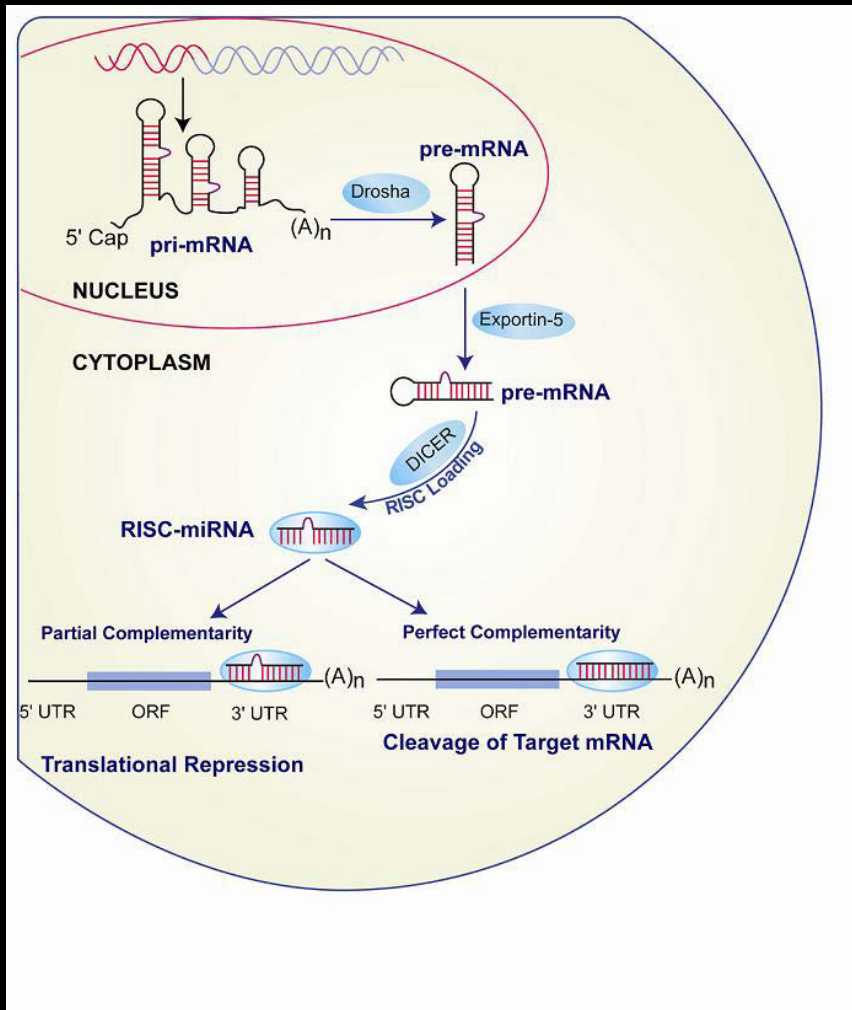 pre-mRNA
Drosha
5' Cap
pri-mRNA
(A)n
NUCLEUS
Exportin-5
CYTOPLASM
pre-mRNA
DICER
RISC Loading
RISC-miRNA
Partial Complementarity
Perfect Complementarity
(A)n
(A)n
5' UTR ORF 3' UTR
5' UTR ORF 3' UTR
Translational Repression
Cleavage of Target mRNA